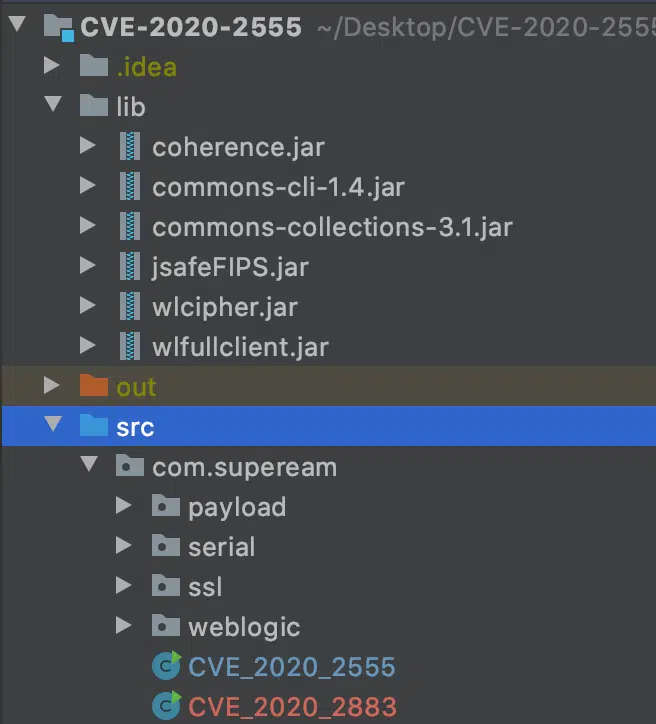 CVE-2020-2555 ~/Desktop/CVE-2020-2555
.idea
lib
coherence.jar
commons-cli-1.4.jar
commons-collections-3.1.jar
jsafeFIPS.jar
wlcipher.jar
wlfullclient.jar
out
src
com.supeream
payload
serial
ssl
weblogic
CVE_2020_2555
CVE_2020_2883